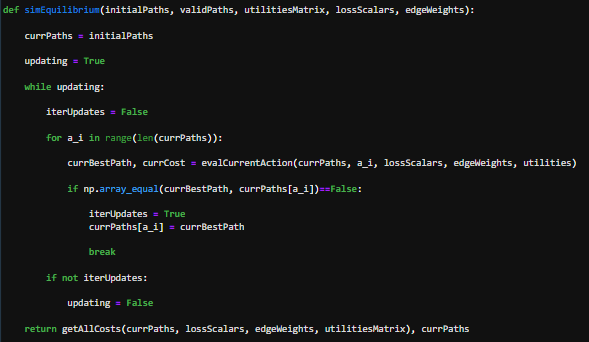 def simEquilibrium(initialPaths, validPaths, utilitiesMatrix, lossScalars, edgeWeights):
currPaths = initialPaths
updating = True
while updating:
iterUpdates = False
for a_i in range(len(currPaths)):
currBestPath, currCost = evalCurrentAction(currPaths, a_i, lossScalars, edgeWeights, utilities)
if np.array_equal(currBestPath, currPaths[a_i])==False:
iterUpdates = True
currPaths[a_i] = currBestPath
break
if not iterUpdates:
updating = False
return getAllCosts(currPaths, lossScalars, edgeWeights, utilitiesMatrix), currPaths